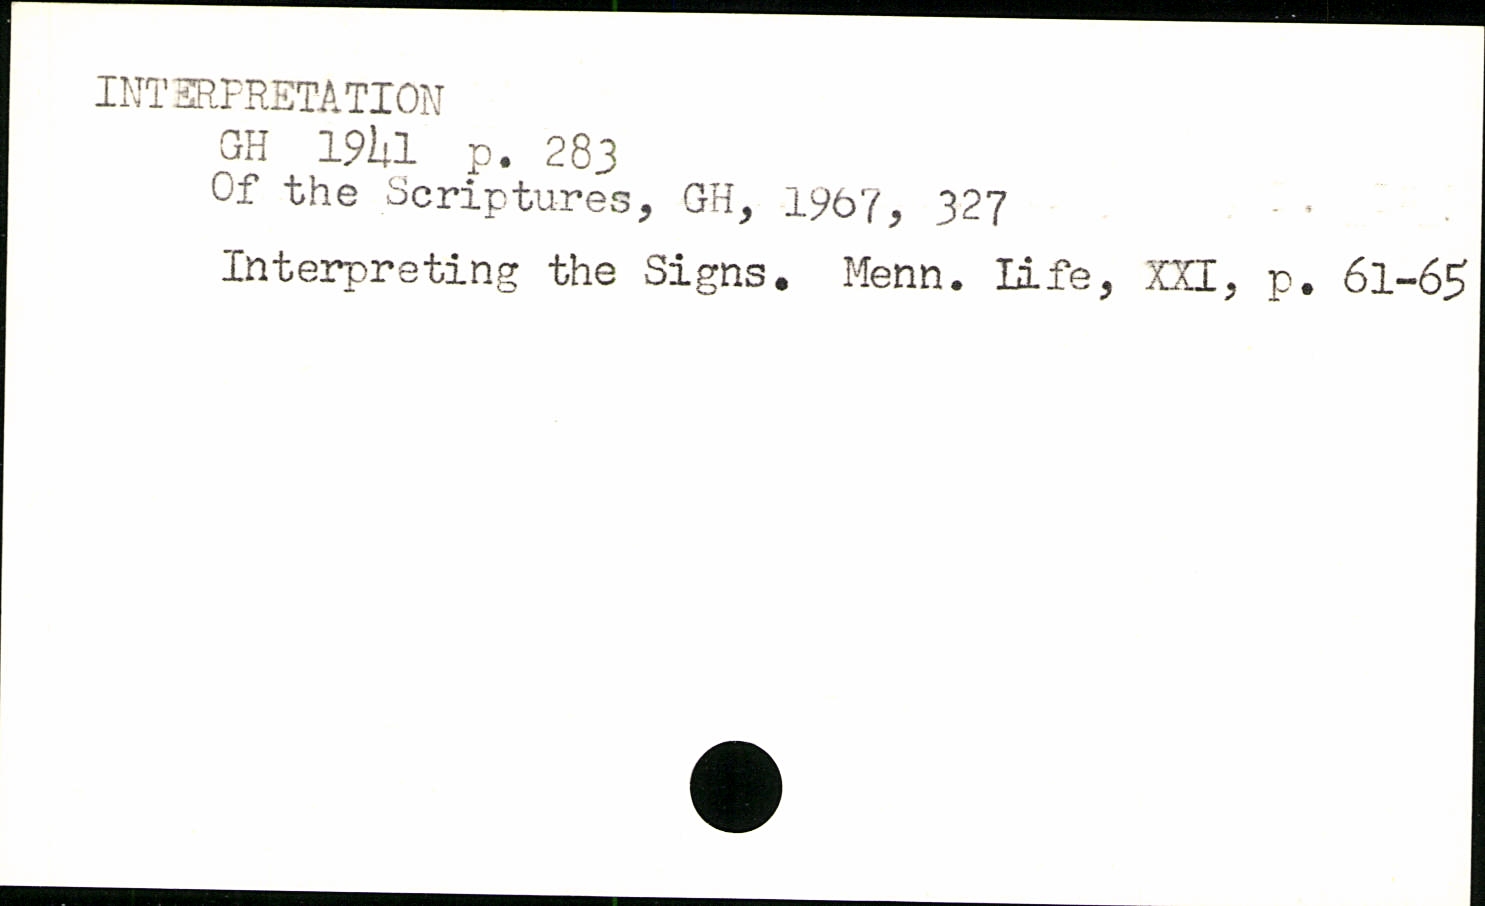 INTERPRETATION
GH 1941 p. 283
Of the Scriptures, GH, 1967, 327
Interpreting the Signs. Menn. Life, XXI, p. 61-65